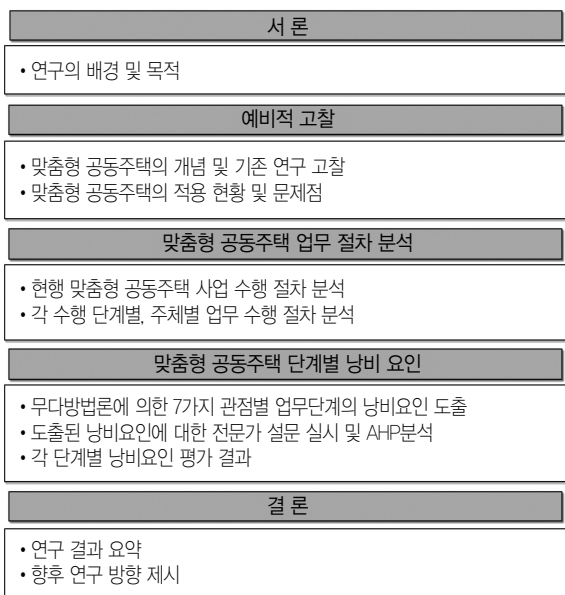 서 론
• 연구의 배경 및 목적
예비적 고찰
• 맞춤형 공동주택의 개념 및 기존 연구 고찰
• 맞춤형 공동주택의 적용 현황 및 문제점
맞춤형 공동주택 업무 절차 분석
• 현행 맞춤형 공동주택 사업 수행 절차 분석
• 각 수행 단계별, 주체별 업무 수행 절차 분석
맞춤형 공동주택 단계별 낭비 요인
• 무다방법론에 의한 7가지 관점별 업무단계의 낭비요인 도출
• 도출된 낭비요인에 대한 전문가 설문 실시 및 AHP분석
• 각 단계별 낭비요인 평가 결과
결 론
• 연구 결과 요약
• 향후 연구 방향 제시